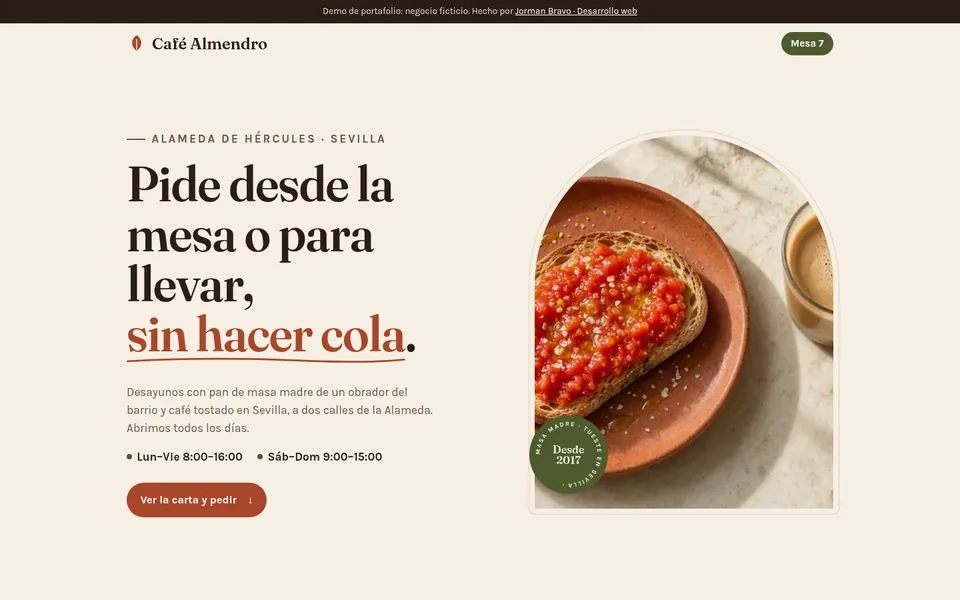 Demo de portafolio: negocio ficticio. Hecho por Jorman Bravo · Desarrollo web
Café Almendro
Mesa 7
ALAMEDA DE HÉRCULES · SEVILLA
Pide desde la
mesa o para
llevar,
sin hacer cola.
Desayunos con pan de masa madre de un obrador del
barrio y café tostado en Sevilla, a dos calles de la Alameda.
Abrimos todos los días.
Lun–Vie 8:00–16:00
Sáb–Dom 9:00–15:00
Ver la carta y pedir ↓
MASA MADRE · TUESTE EN SEVILLA ·
Desde
2017